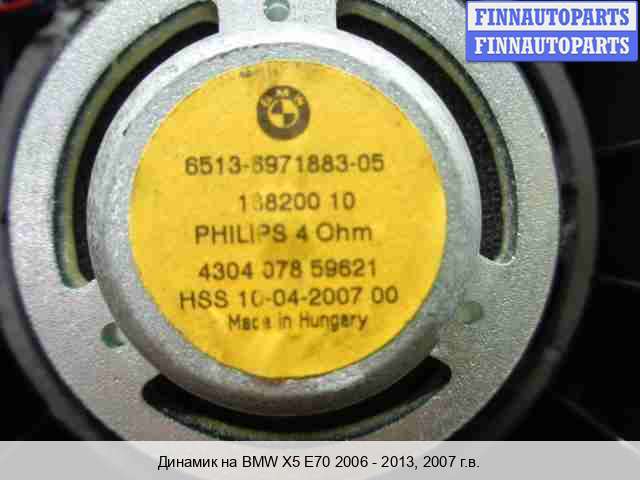 FINNAUTOPARTS
FINNAUTOPARTS
BMW
6513-6971883-05
168200 10
PHILIPS 4 Ohm
4304 078 59621
HSS 10-04-2007 00
Made in Hungary
Динамик на BMW X5 E70 2006 - 2013, 2007 г.в.